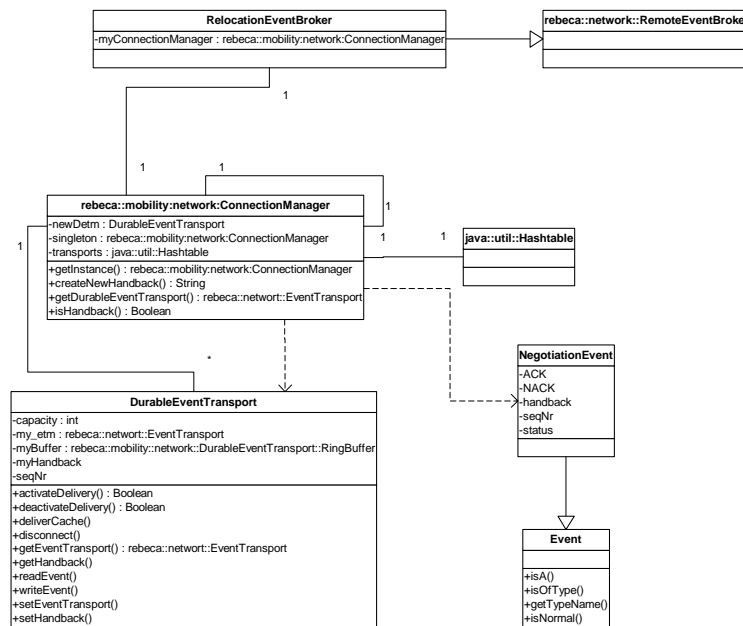 RelocationEventBroker
-myConnectionManager : rebeca::mobility:network:ConnectionManager
rebeca::network::RemoteEventBroke
1
1
1
rebeca::mobility:network:ConnectionManager
-newDetm : DurableEventTransport
-singleton : rebeca::mobility:network:ConnectionManager
-transports : java::util::Hashtable
+getInstance() : rebeca::mobility:network:ConnectionManager
+createNewHandback() : String
+getDurableEventTransport() : rebeca::networt::EventTransport
+isHandback() : Boolean
1
1
1
1
java::util::Hashtable
*
NegotiationEvent
-ACK
-NACK
-handback
-seqNr
-status
DurableEventTransport
-capacity : int
-my_etm : rebeca::networt::EventTransport
-myBuffer : rebeca::mobility::network::DurableEventTransport::RingBuffer
-myHandback
-seqNr
+activateDelivery() : Boolean
+deactivateDelivery() : Boolean
+deliverCache()
+disconnect()
+getEventTransport() : rebeca::networt::EventTransport
+getHandback()
+readEvent()
+writeEvent()
+setEventTransport()
+setHandback()
Event
+isA()
+isOfType()
+getTypeName()
+isNormal()